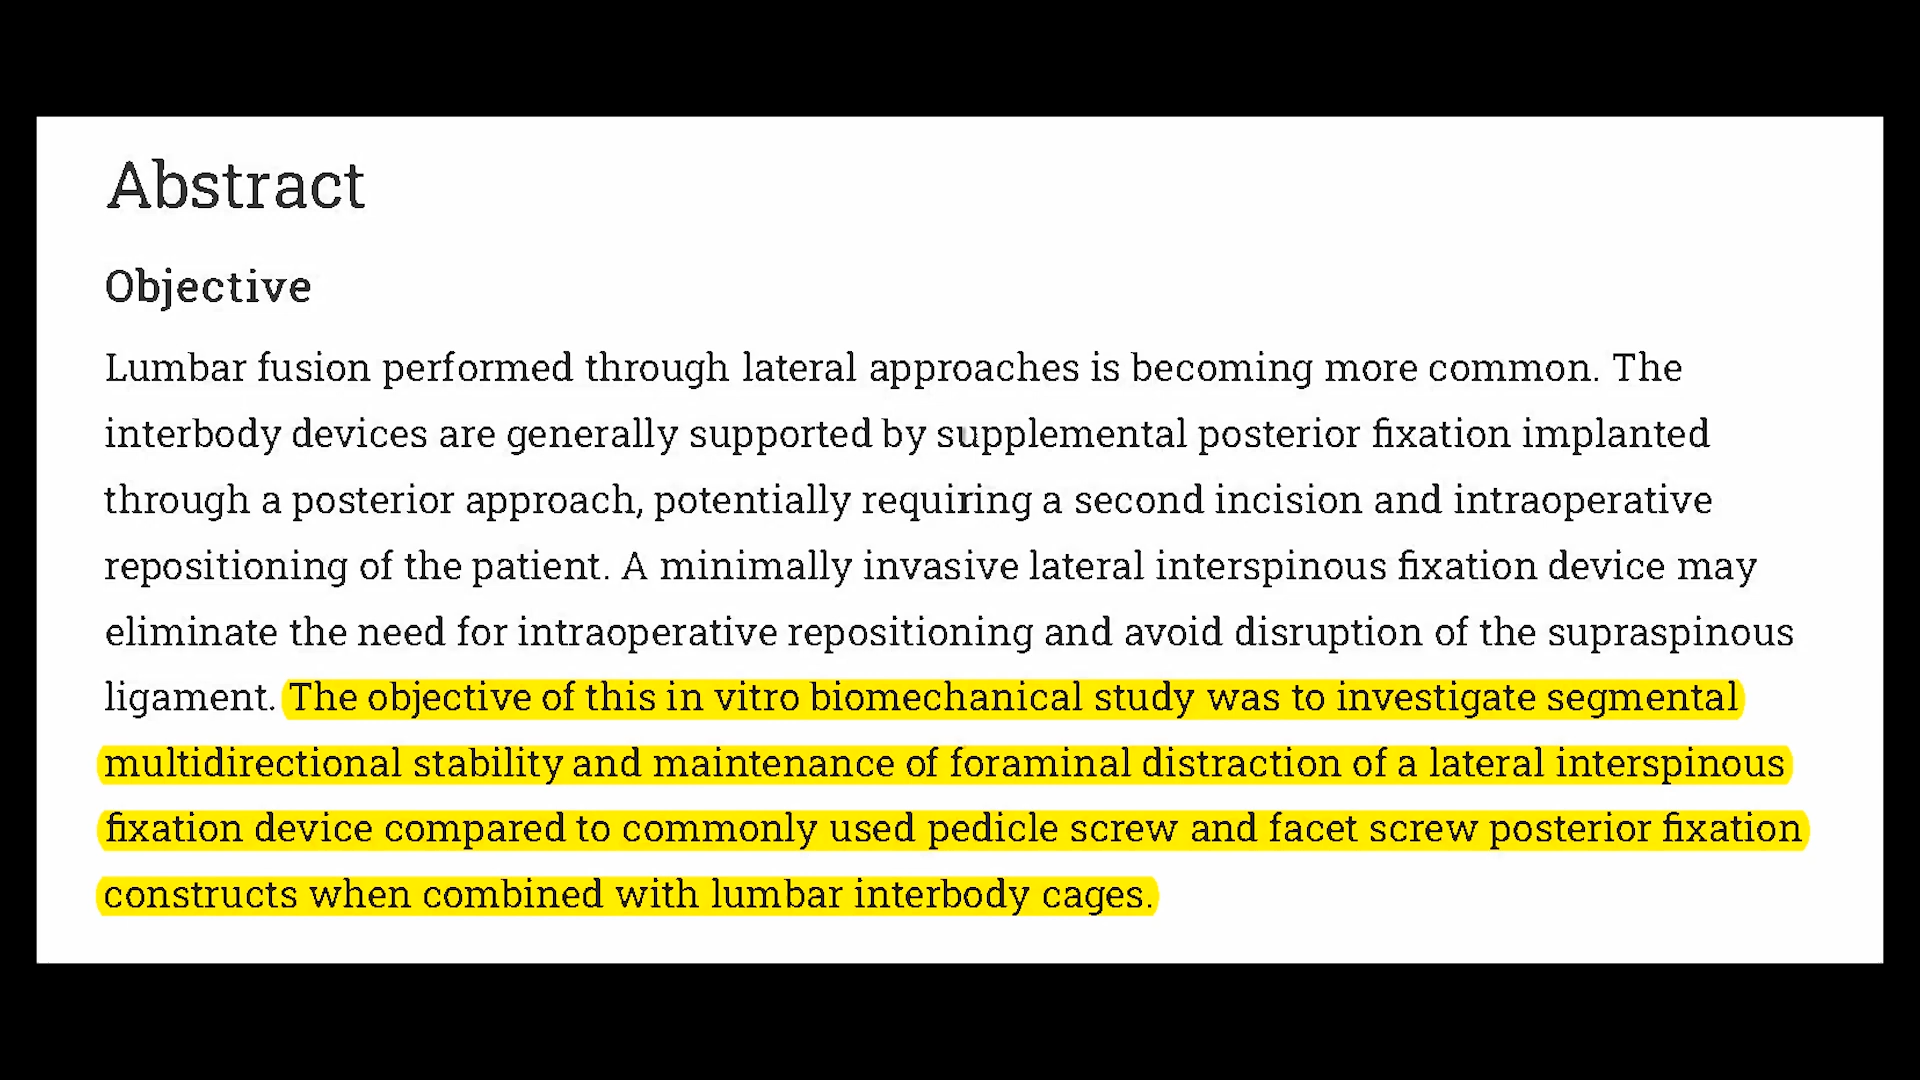 Abstract
Objective
Lumbar fusion performed through lateral approaches is becoming more common. The
interbody devices are generally supported by supplemental posterior fixation implanted
through a posterior approach, potentially requiring a second incision and intraoperative
repositioning of the patient. A minimally invasive lateral interspinous fixation device may
eliminate the need for intraoperative repositioning and avoid disruption of the supraspinous
ligament. The objective of this in vitro biomechanical study was to investigate segmental
multidirectional stability and maintenance of foraminal distraction of a lateral interspinous
fixation device compared to commonly used pedicle screw and facet screw posterior fixation
constructs when combined with lumbar interbody cages.